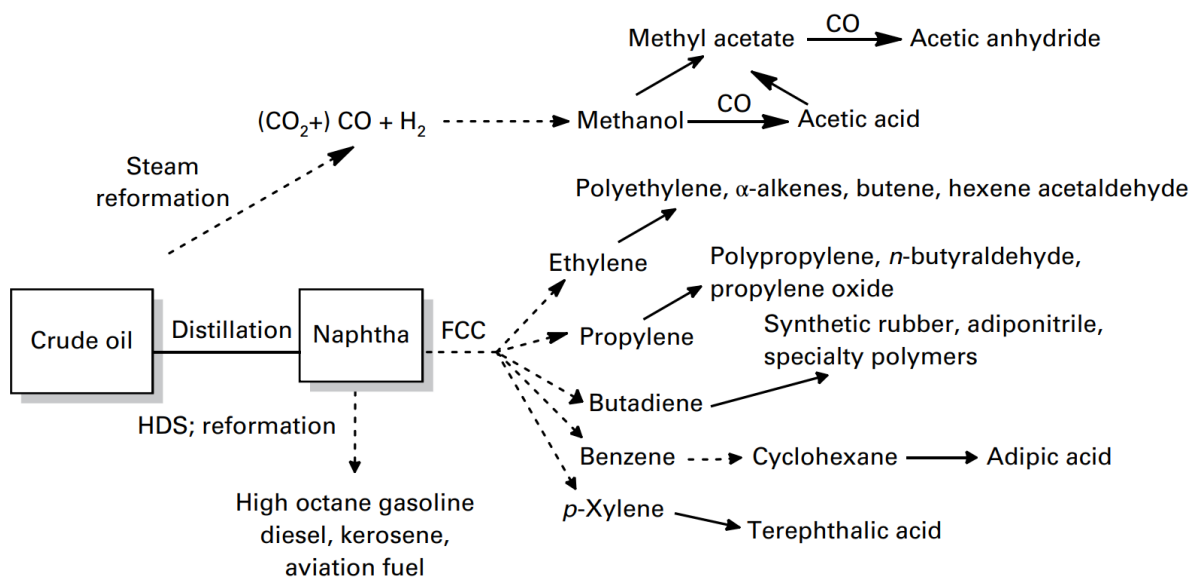 CO
Methyl acetate
Acetic anhydride
(CO₂+) CO + H₂
Methanol
CO
Acetic acid
Steam
reformation
Polyethylene, α-alkenes, butene, hexene acetaldehyde
Ethylene
Polypropylene, n-butyraldehyde,
propylene oxide
Crude oil
Distillation
Naphtha
FCC
Propylene
Synthetic rubber, adiponitrile,
specialty polymers
Butadiene
HDS; reformation
Benzene
Cyclohexane
Adipic acid
High octane gasoline
diesel, kerosene,
aviation fuel
p-Xylene
Terephthalic acid